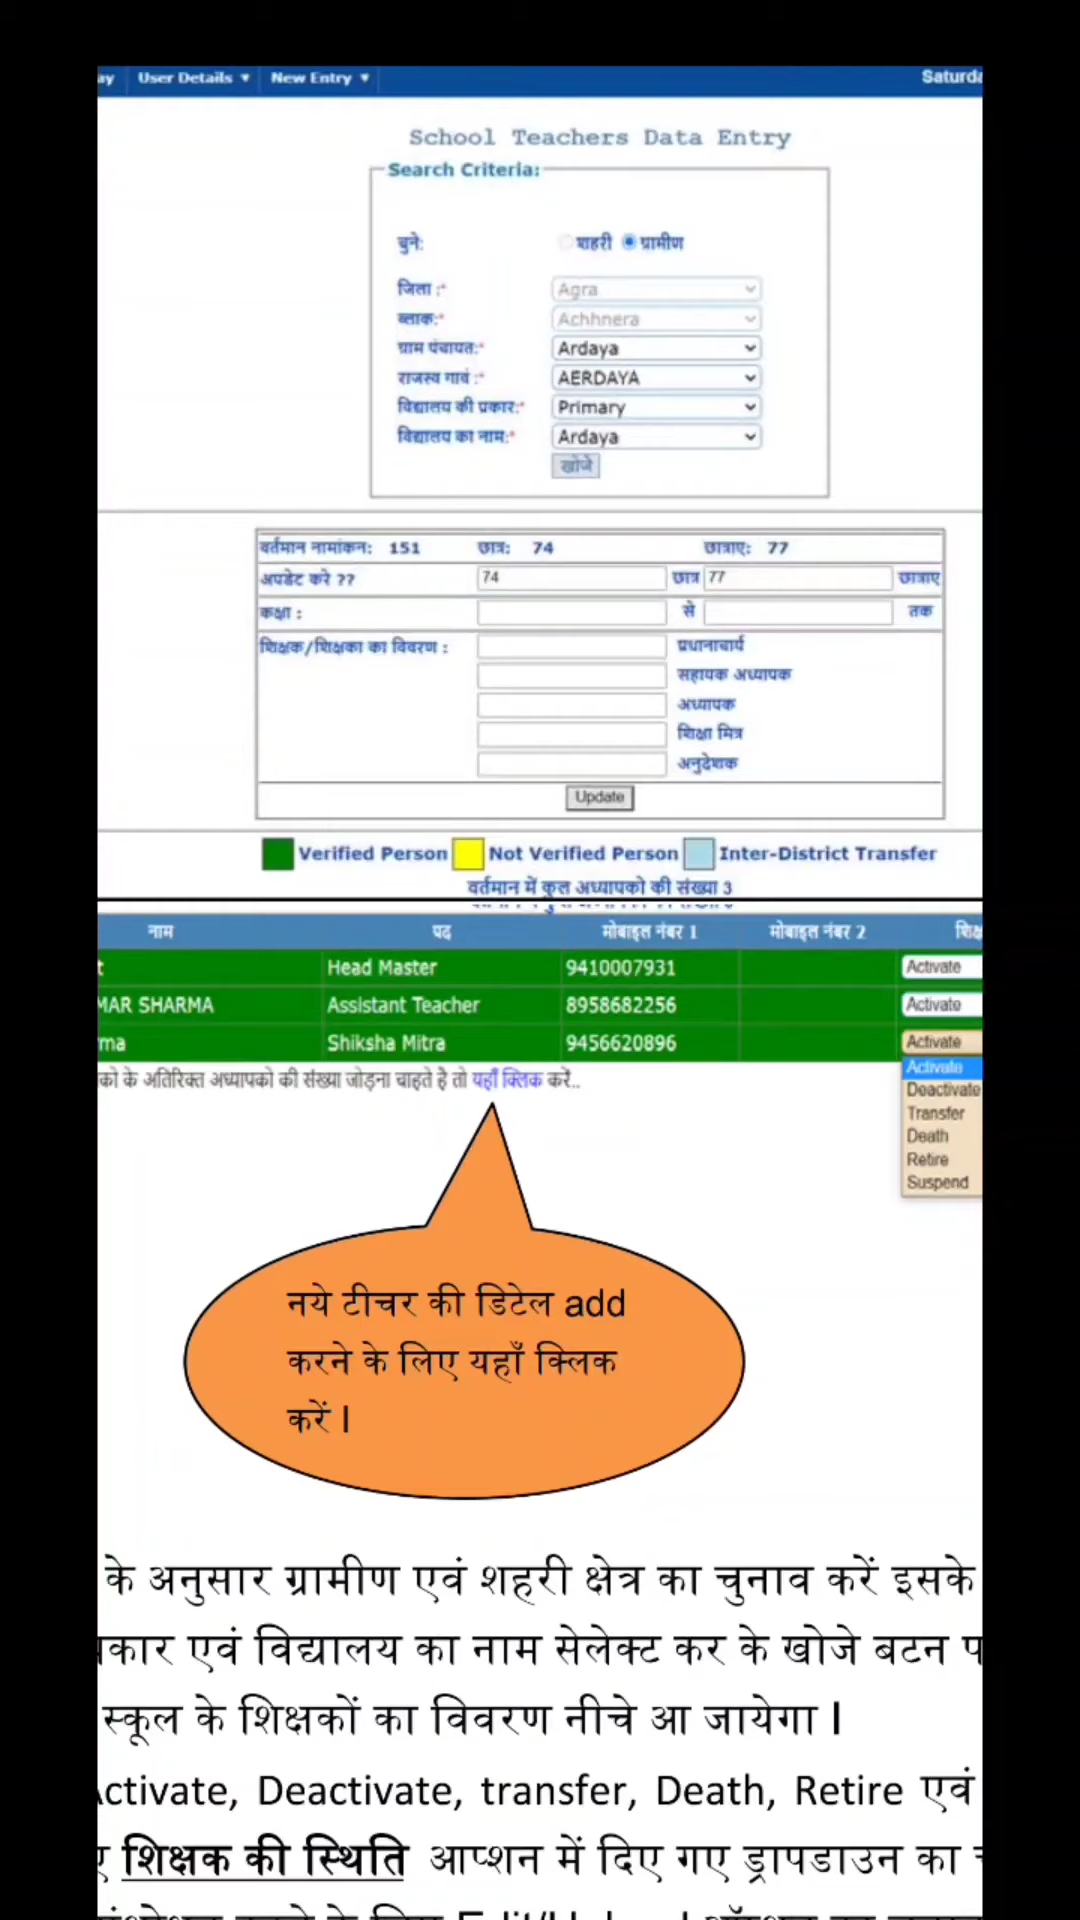 ay User Details ▼ New Entry ▼ Saturda
School Teachers Data Entry
Search Criteria:
चुने: शहरी ग्रामीण
जिला :* Agra
ब्लाक:* Achhnera
ग्राम पंचायत:* Ardaya
राजस्व गावं :* AERDAYA
विद्यालय की प्रकार:* Primary
विद्यालय का नाम:* Ardaya
खोजे
वर्तमान नामांकन: 151 छात्र: 74 छात्राए: 77
अपडेट करे ?? 74 छात्र 77 छात्राए
कक्षा : से तक
शिक्षक/शिक्षिका का विवरण : प्रधानाचार्य
सहायक अध्यापक
अध्यापक
शिक्षा मित्र
अनुदेशक
Update
Verified Person Not Verified Person Inter-District Transfer
वर्तमान में कुल अध्यापको की संख्या 3
नाम पद मोबाइल नंबर 1 मोबाइल नंबर 2 शिक्ष
t Head Master 9410007931 Activate
MAR SHARMA Assistant Teacher 8958682256 Activate
ma Shiksha Mitra 9456620896 Activate
को के अतिरिक्त अध्यापको की संख्या जोड़ना चाहते है तो यहाँ क्लिक करें..
Activate
Deactivate
Transfer
Death
Retire
Suspend
नये टीचर की डिटेल add
करने के लिए यहाँ क्लिक
करें l
के अनुसार ग्रामीण एवं शहरी क्षेत्र का चुनाव करें इसके
कार एवं विद्यालय का नाम सेलेक्ट कर के खोजे बटन प
स्कूल के शिक्षकों का विवरण नीचे आ जायेगा l
Activate, Deactivate, transfer, Death, Retire एवं
शिक्षक की स्थिति आप्शन में दिए गए ड्रापडाउन का